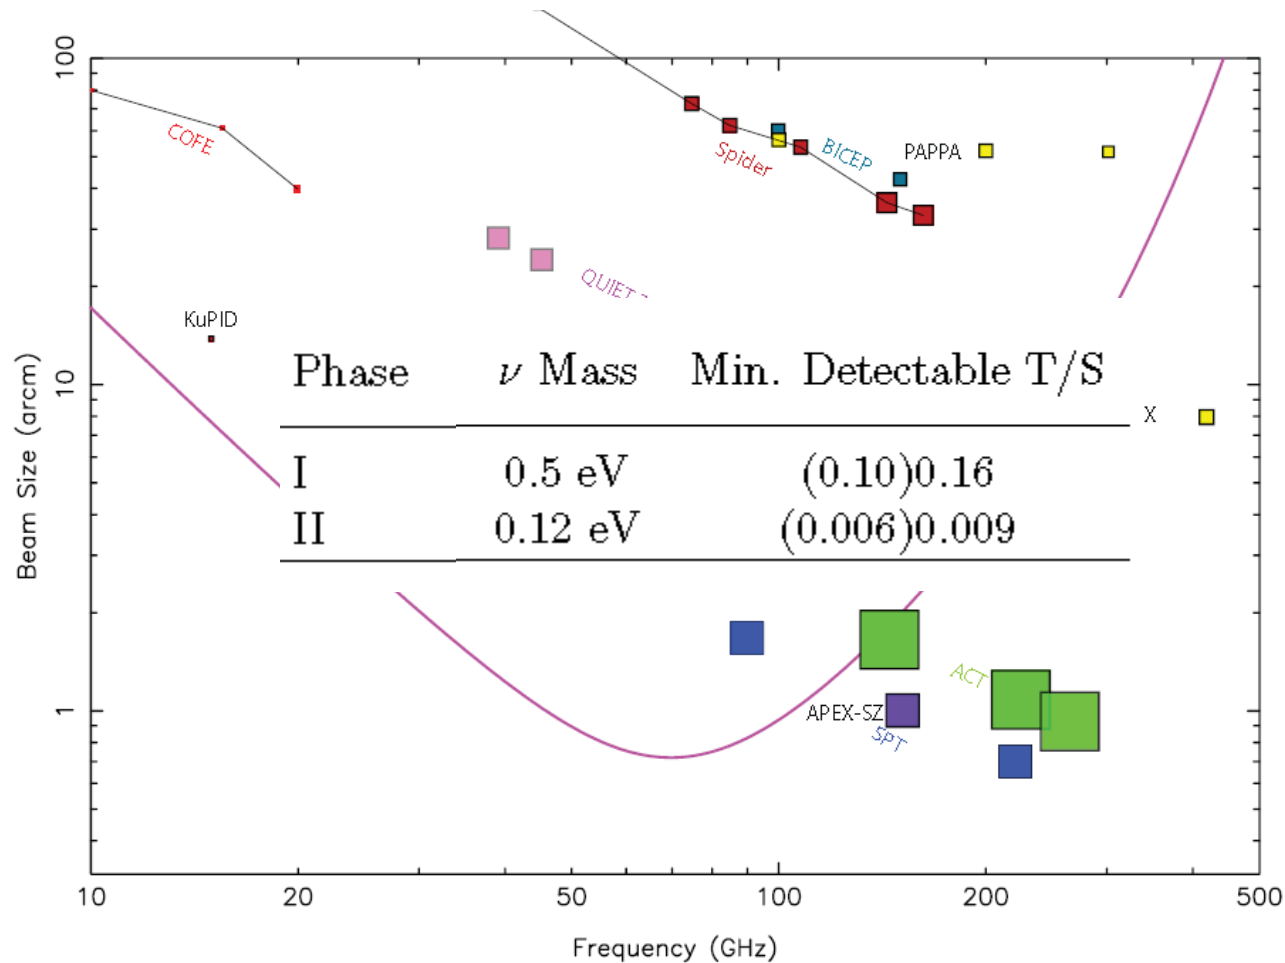 100
COFE
Spider
BICEP
PAPPA
QUIET
KuPID
Phase ν Mass Min. Detectable T/S
10
X
I 0.5 eV (0.10)0.16
II 0.12 eV (0.006)0.009
Beam Size (arcm)
ACT
1
APEX-SZ
SPT
10 20 50 100 200 500
Frequency (GHz)